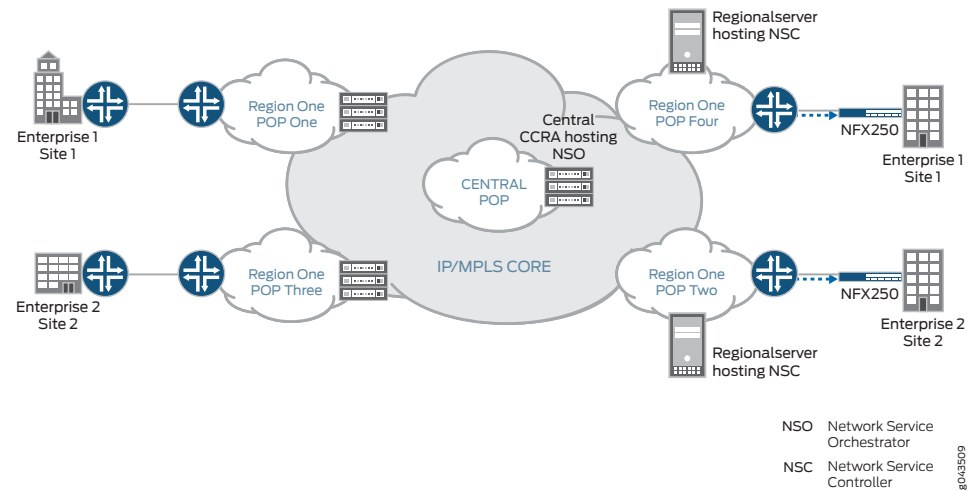 Regionalserver
hosting NSC
Region One
POP One
Enterprise 1
Site 1
Central
CCRA hosting
NSO
Region One
POP Four
NFX250
Enterprise 1
Site 1
CENTRAL
POP
IP/MPLS CORE
Region One
POP Three
Enterprise 2
Site 2
Region One
POP Two
NFX250
Enterprise 2
Site 2
Regionalserver
hosting NSC
NSO Network Service
Orchestrator
NSC Network Service
Controller
g043509